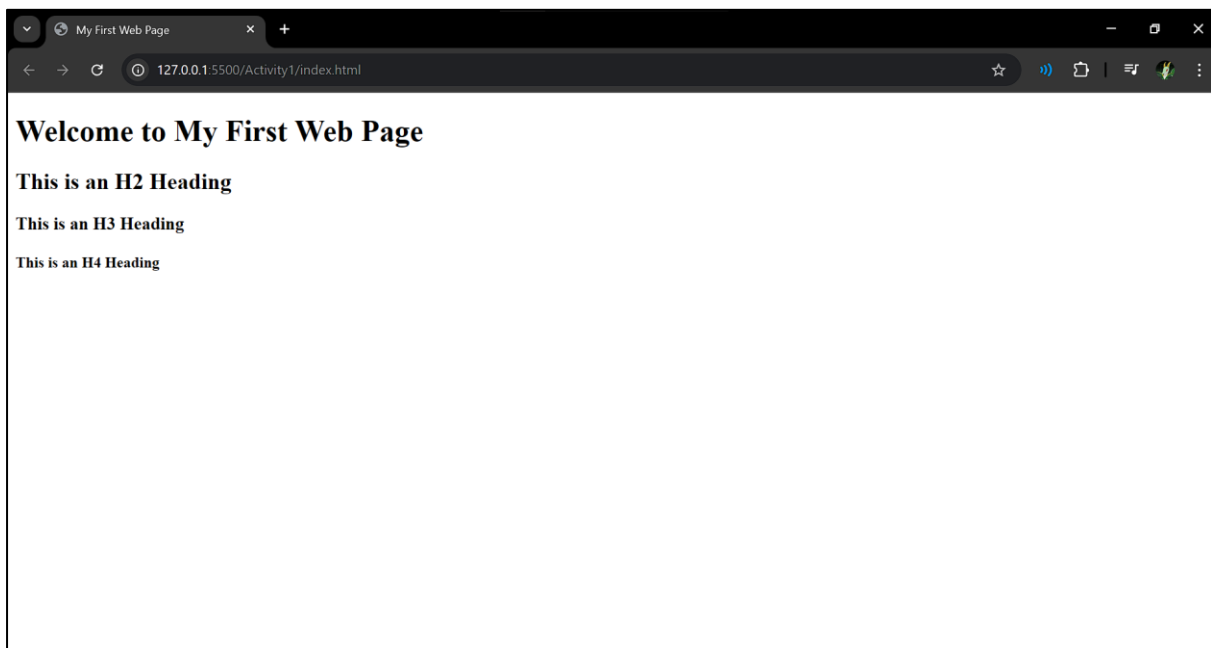 My First Web Page
127.0.0.1:5500/Activity1/index.html
Welcome to My First Web Page
This is an H2 Heading
This is an H3 Heading
This is an H4 Heading